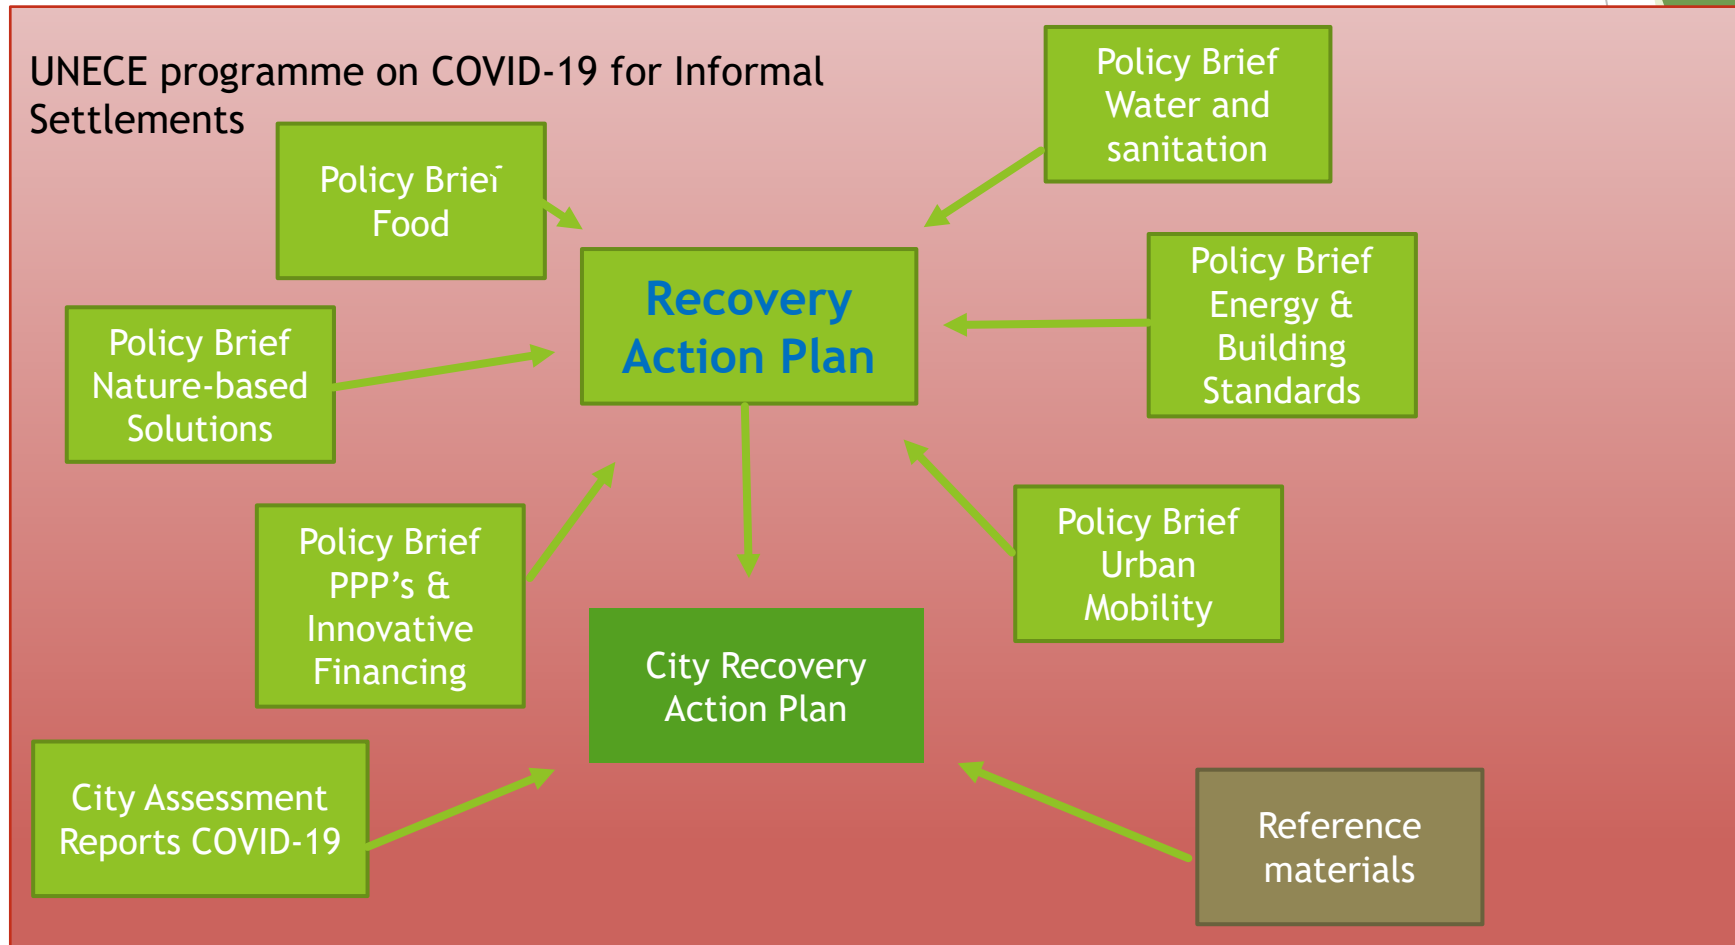 UNECE programme on COVID-19 for Informal
Settlements
Policy Brief
Food
Policy Brief
Water and
sanitation
Recovery
Action Plan
Policy Brief
Energy &
Building
Standards
Policy Brief
Nature-based
Solutions
Policy Brief
PPP’s &
Innovative
Financing
Policy Brief
Urban
Mobility
City Recovery
Action Plan
City Assessment
Reports COVID-19
Reference
materials